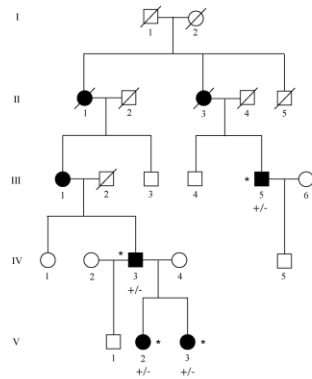 I
1 2
II
1 2 3 4 5
III
1 2 3 4 * 5 6
+/-
IV
1 2 * 3 4 5
+/-
V
1 2 * 3 *
+/- +/-